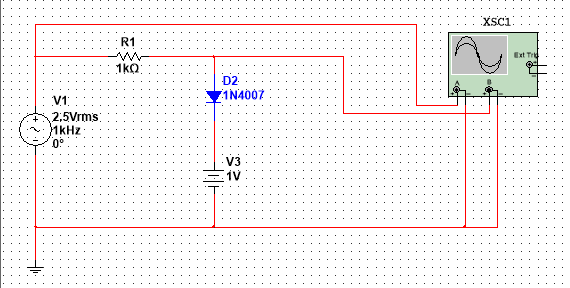 XSC1
Ext Trig
A
B
R1
1kΩ
D2
1N4007
V1
2.5Vrms
1kHz
0°
V3
1V